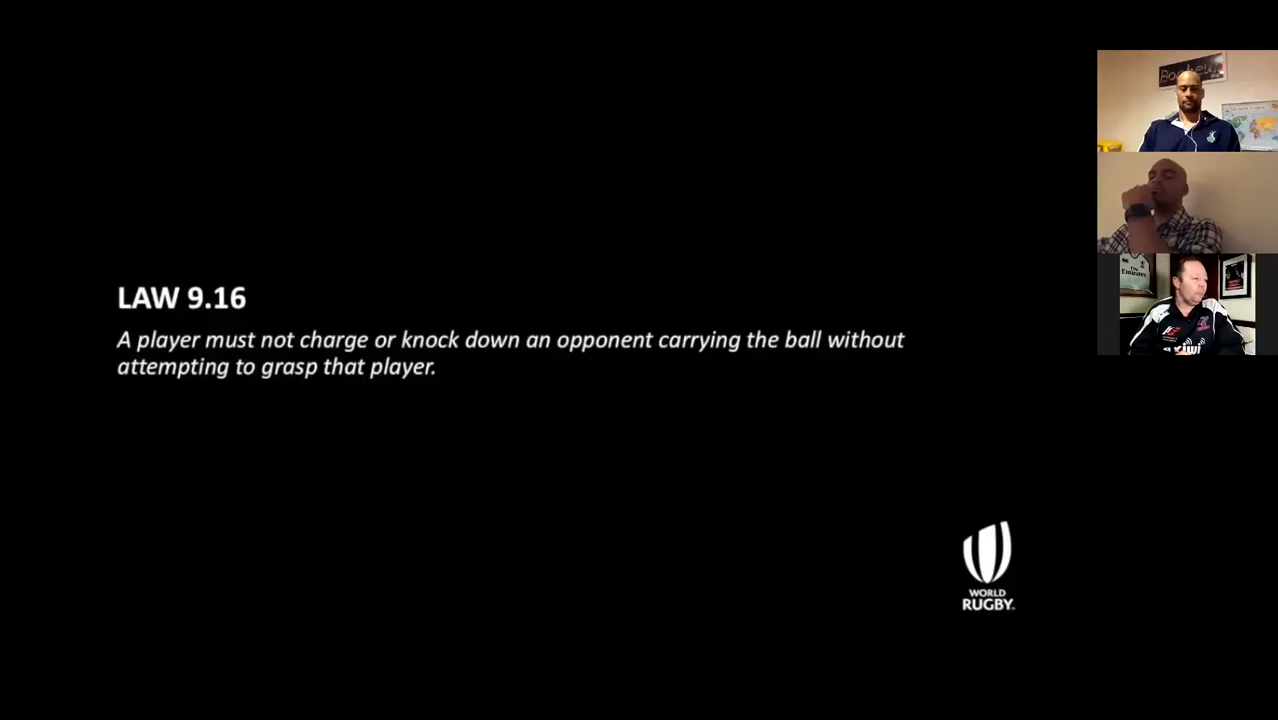 LAW 9.16
A player must not charge or knock down an opponent carrying the ball without
attempting to grasp that player.
WORLD
RUGBY
Emirates